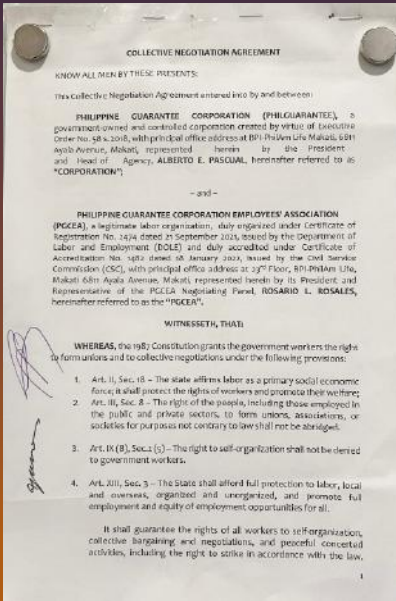 COLLECTIVE NEGOTIATION AGREEMENT
KNOW ALL MEN BY THESE PRESENTS:
This Collective Negotiation Agreement entered into by and between:
PHILIPPINE GUARANTEE CORPORATION (PHILGUARANTEE), a
government-owned and controlled corporation created by virtue of Executive
Order No. 58 s. 2018, with principal office address at BPI-PhilAm Life Makati, 6811
Ayala Avenue, Makati, represented herein by the President
and Head of Agency, ALBERTO E. PASCUAL, hereinafter referred to as
"CORPORATION";
– and –
PHILIPPINE GUARANTEE CORPORATION EMPLOYEES' ASSOCIATION
(PGCEA), a legitimate labor organization, duly organized under Certificate of
Registration No. 2474 dated 21 September 2021, issued by the Department of
Labor and Employment (DOLE) and duly accredited under Certificate of
Accreditation No. 1482 dated 18 January 2022, issued by the Civil Service
Commission (CSC), with principal office address at 23rd Floor, BPI-PhilAm Life,
Makati 6811 Ayala Avenue, Makati, represented herein by its President and
Representative of the PGCEA Negotiating Panel, ROSARIO L. ROSALES,
hereinafter referred to as the "PGCEA".
WITNESSETH, THAT:
WHEREAS, the 1987 Constitution grants the government workers the right
to form unions and to collective negotiations under the following provisions:
1. Art. II, Sec. 18 – The state affirms labor as a primary social economic
force; it shall protect the rights of workers and promote their welfare;
2. Art. III, Sec. 8 – The right of the people, including those employed in
the public and private sectors, to form unions, associations, or
societies for purposes not contrary to law shall not be abridged.
3. Art. IX (B), Sec.2 (5) – The right to self-organization shall not be denied
to government workers.
4. Art. XIII, Sec. 3 – The State shall afford full protection to labor, local
and overseas, organized and unorganized, and promote full
employment and equity of employment opportunities for all.
It shall guarantee the rights of all workers to self-organization,
collective bargaining and negotiations, and peaceful concerted
activities, including the right to strike in accordance with the law.
1